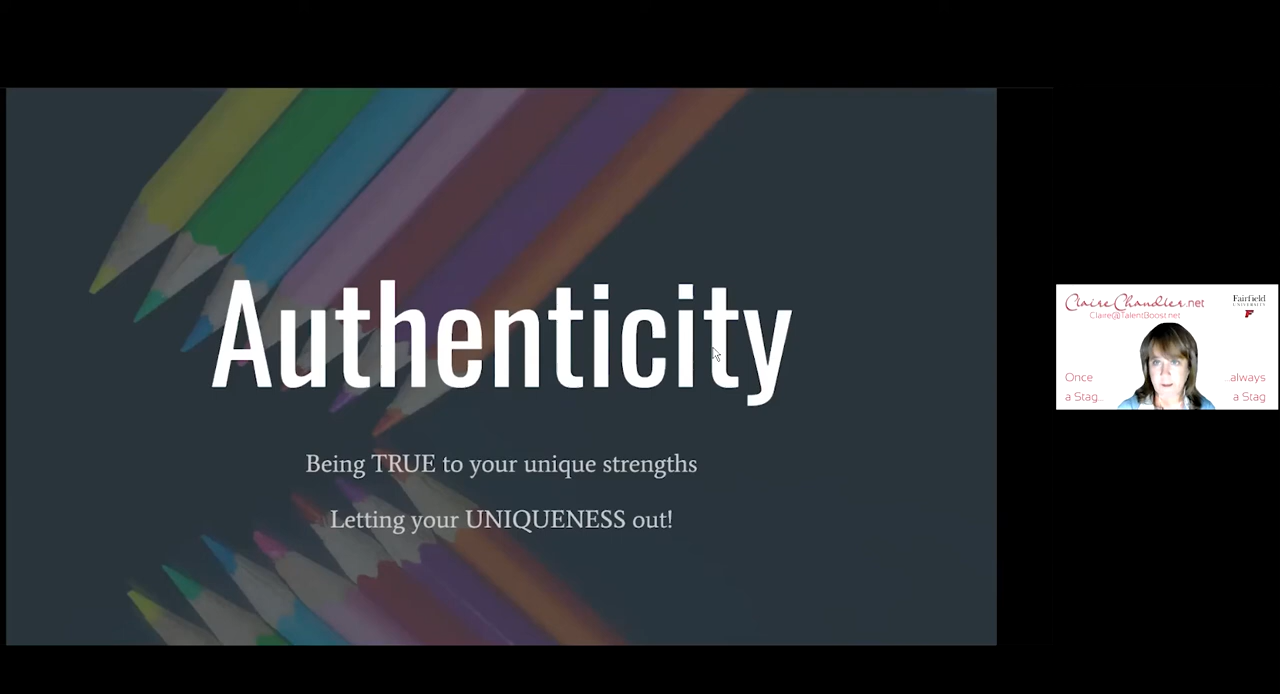 Authenticity
Being TRUE to your unique strengths
Letting your UNIQUENESS out!
ClaireChandler.net
Claire@TalentBoost.net
Fairfield
UNIVERSITY
F
Once
a Stag...
...always
a Stag